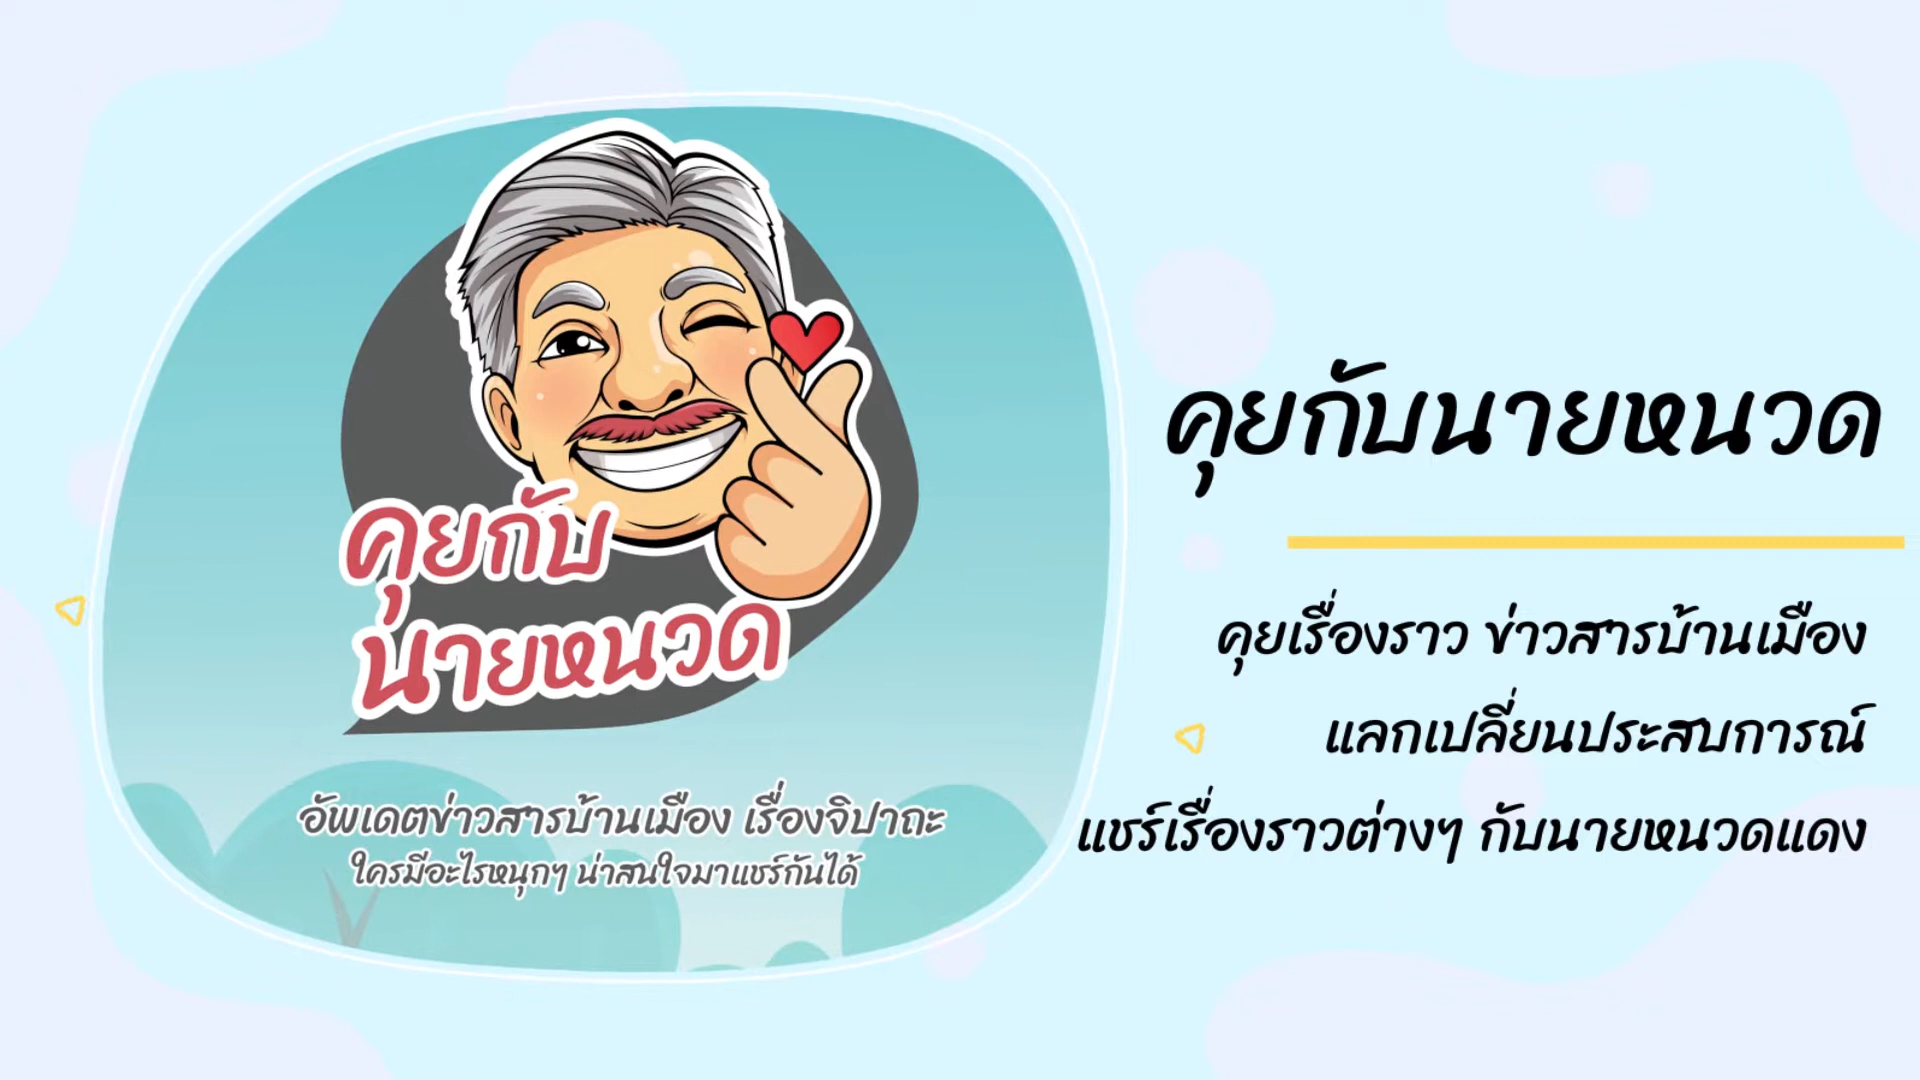 คุยกับ
นายหนวด
อัพเดตข่าวสารบ้านเมือง เรื่องจิปาถะ
ใครมีอะไรหนุกๆ น่าสนใจมาแชร์กันได้
คุยกับนายหนวด
คุยเรื่องราว ข่าวสารบ้านเมือง
แลกเปลี่ยนประสบการณ์
แชร์เรื่องราวต่างๆ กับนายหนวดแดง